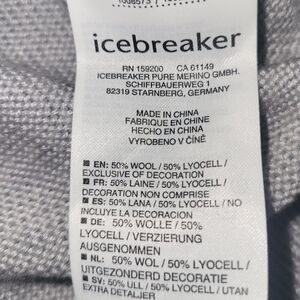 icebreaker
RN 159200 CA 61149
ICEBREAKER PURE MERINO GMBH.
SCHIFFBAUERWEG 1
82319 STARNBERG, GERMANY
MADE IN CHINA
FABRIQUE EN CHINE
HECHO EN CHINA
VYROBENO V ČÍNĚ
EN: 50% WOOL / 50% LYOCELL /
EXCLUSIVE OF DECORATION
FR: 50% LAINE / 50% LYOCELL /
DECORATION NON COMPRISE
ES: 50% LANA / 50% LYOCELL / NO
INCLUYE LA DECORACION
DE: 50% WOLLE / 50%
LYOCELL / VERZIERUNG
AUSGENOMMEN
NL: 50% WOL / 50% LYOCELL /
UITGEZONDERD DECORATIE
SV: 50% ULL / 50% LYOCELL / UTAN
EXTRA DETALJER